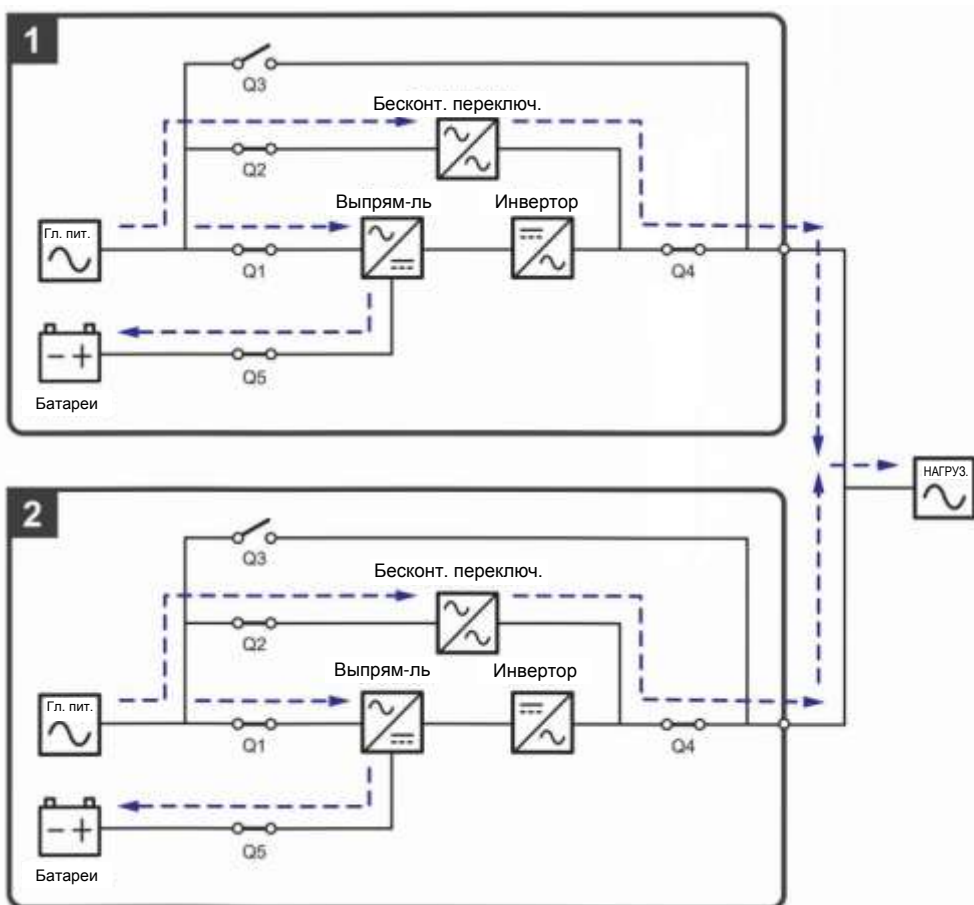 1
Q3
Бесконт. переключ.
Q2
Выпрям-ль
Инвертор
Гл. пит.
Q1
Q4
Q5
Батареи
НАГРУЗ.
2
Q3
Бесконт. переключ.
Q2
Выпрям-ль
Инвертор
Гл. пит.
Q1
Q4
Q5
Батареи